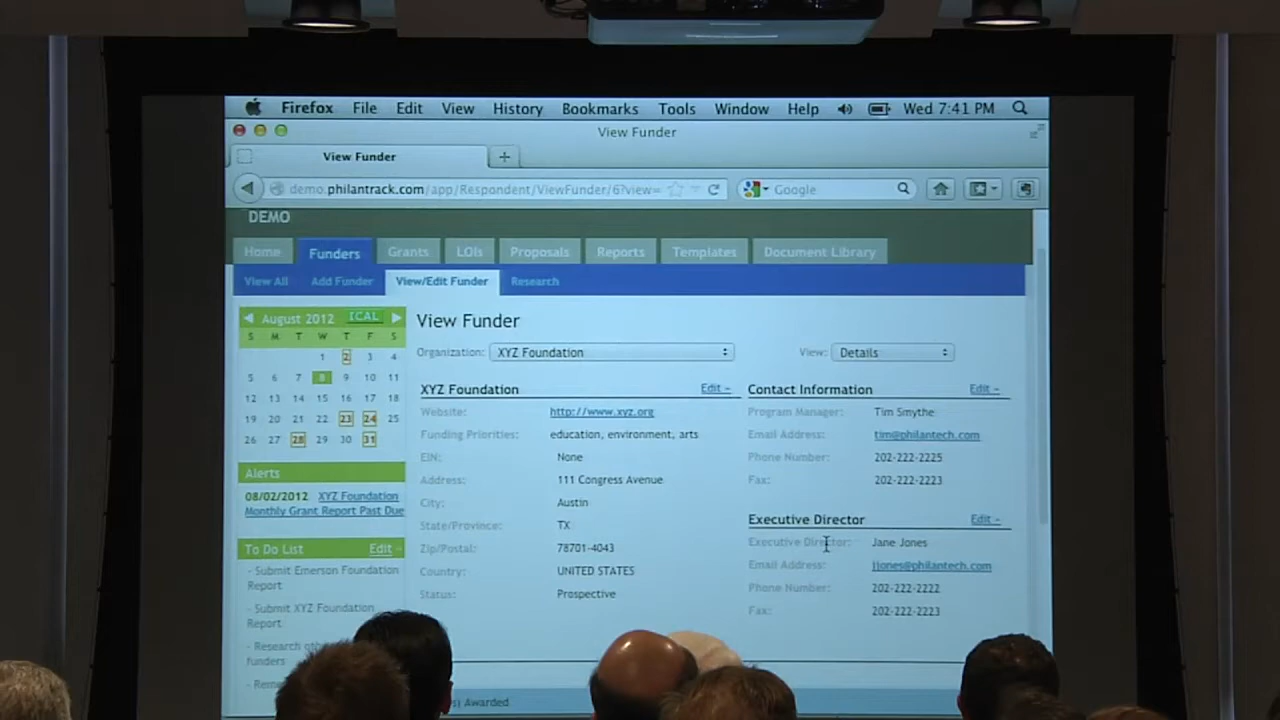 Firefox File Edit View History Bookmarks Tools Window Help Wed 7:41 PM
View Funder
View Funder
demo.philantrack.com/app/Respondent/ViewFunder/6?view=
Google
DEMO
Home Funders Grants LOIs Proposals Reports Templates Document Library
View All Add Funder View/Edit Funder Research
August 2012 ICAL
S M T W T F S
1 2 3 4
5 6 7 8 9 10 11
12 13 14 15 16 17 18
19 20 21 22 23 24 25
26 27 28 29 30 31
Alerts
08/02/2012 XYZ Foundation
Monthly Grant Report Past Due
To Do List Edit
- Submit Emerson Foundation
Report
- Submit XYZ Foundation
Report
- Research
funders
View Funder
Organization: XYZ Foundation View: Details
XYZ Foundation Edit
Website: http://www.xyz.org
Funding Priorities: education, environment, arts
EIN: None
Address: 111 Congress Avenue
City: Austin
State/Province: TX
Zip/Postal: 78701-4043
Country: UNITED STATES
Status: Prospective
Contact Information Edit
Program Manager: Tim Smythe
Email Address: tim@philantech.com
Phone Number: 202-222-2225
Fax: 202-222-2223
Executive Director Edit
Executive Director: Jane Jones
Email Address: jjones@philantech.com
Phone Number: 202-222-2222
Fax: 202-222-2223
Awarded